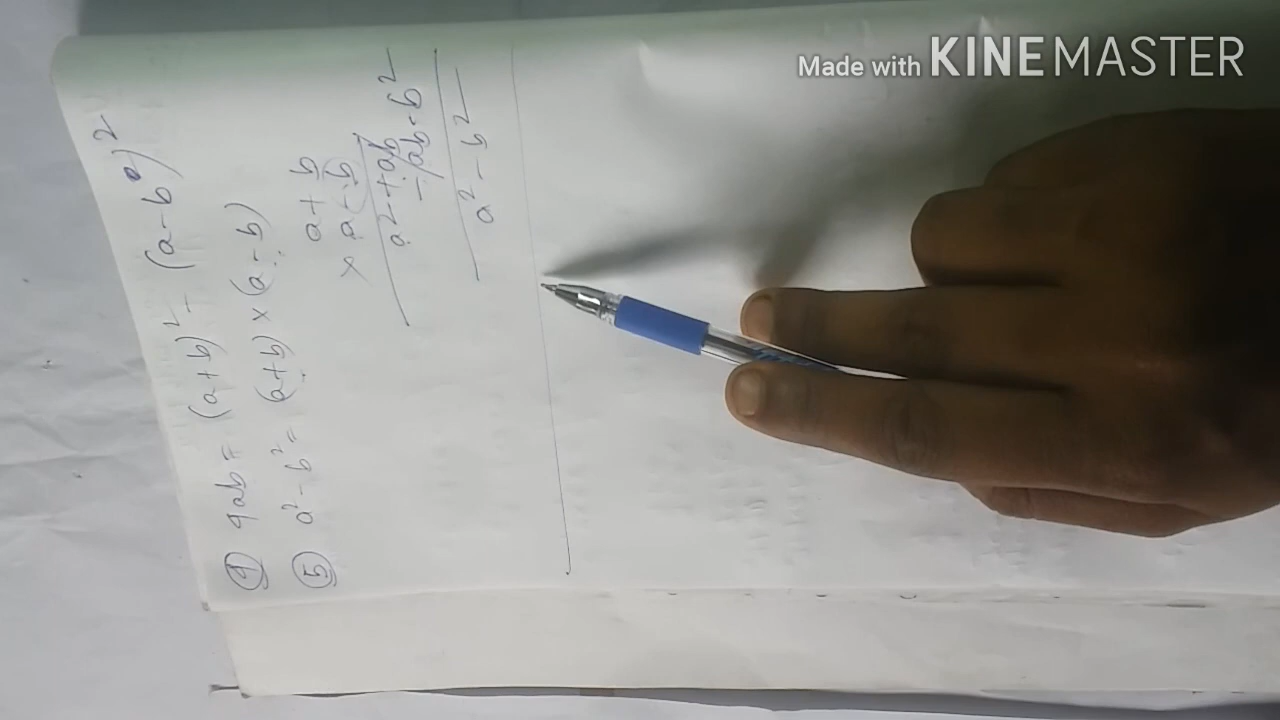 Made with KINEMASTER
④ 4ab = (a+b)² - (a-b)²
⑤ a² - b² = (a+b) × (a-b)
a+b
× a-b
a²+ab
-ab-b²
a² - b²